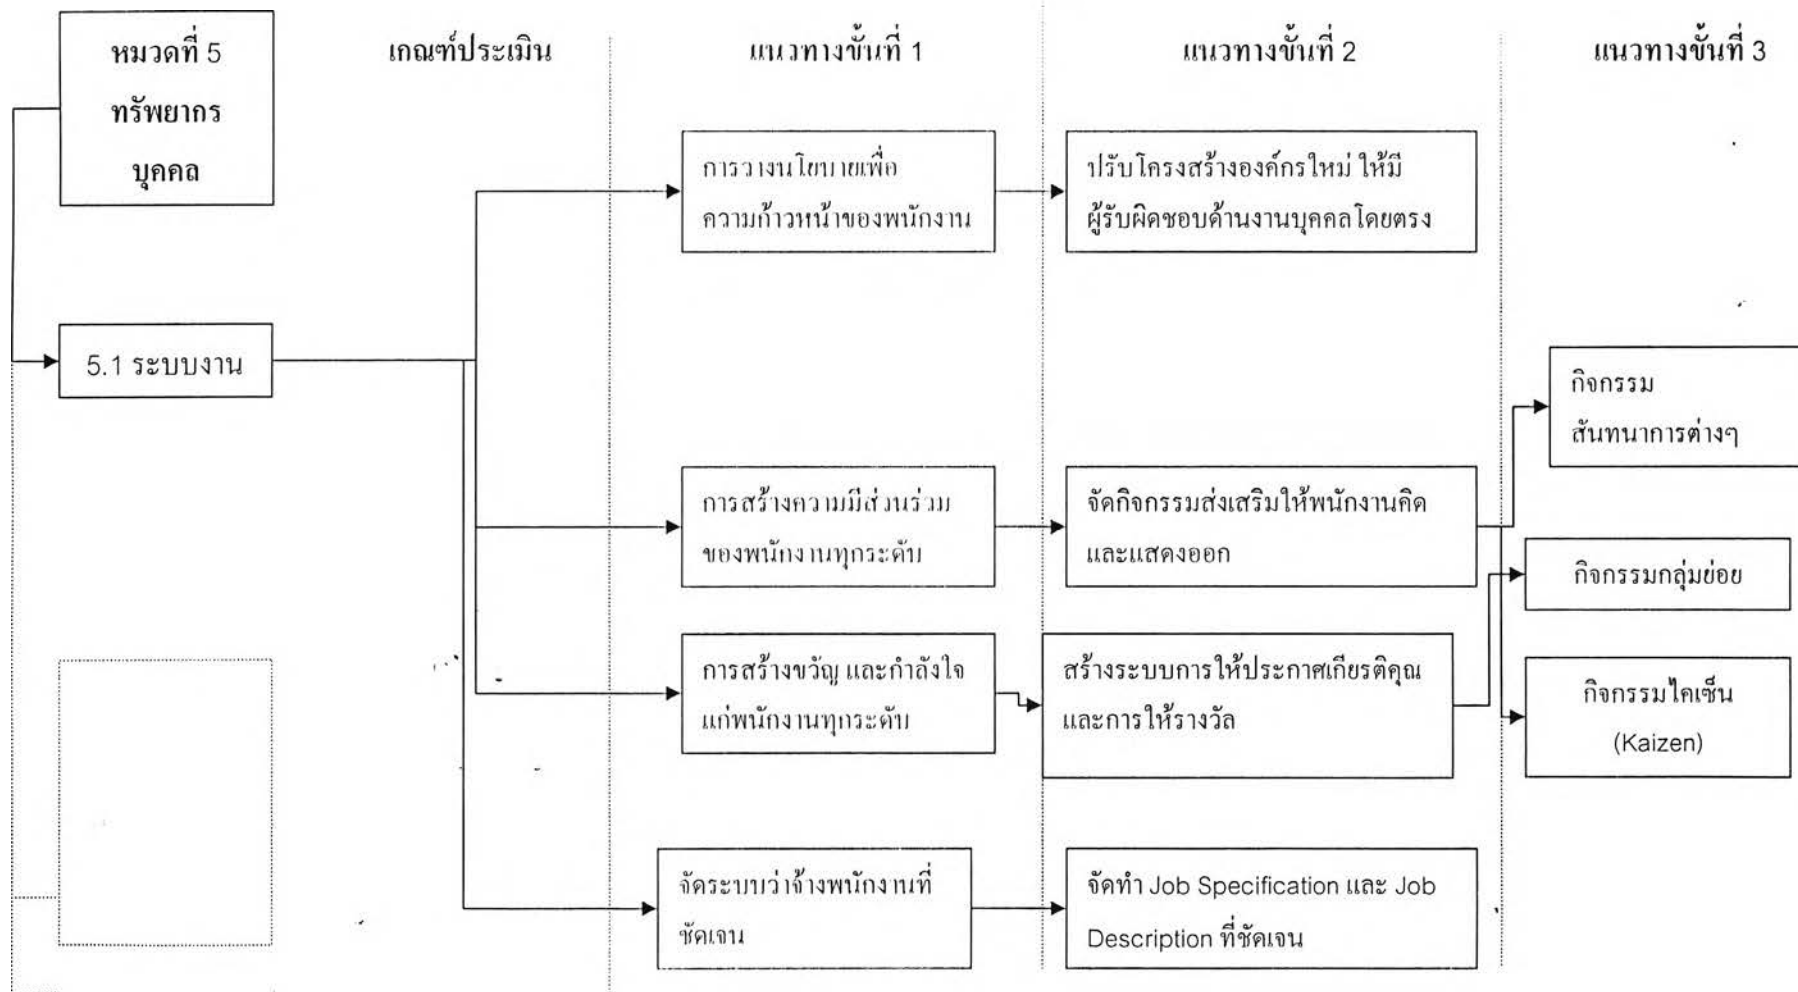 หมวดที่ 5
ทรัพยากร
บุคคล
เกณฑ์ประเมิน
แนวทางขั้นที่ 1
แนวทางขั้นที่ 2
แนวทางขั้นที่ 3
การวางนโยบายเพื่อ
ความก้าวหน้าของพนักงาน
ปรับโครงสร้างองค์กรใหม่ ให้มี
ผู้รับผิดชอบด้านงานบุคคลโดยตรง
5.1 ระบบงาน
กิจกรรม
สันทนาการต่างๆ
การสร้างความมีส่วนร่วม
ของพนักงานทุกระดับ
จัดกิจกรรมส่งเสริมให้พนักงานคิด
และแสดงออก
กิจกรรมกลุ่มย่อย
การสร้างขวัญ และกำลังใจ
แก่พนักงานทุกระดับ
สร้างระบบการให้ประกาศเกียรติคุณ
และการให้รางวัล
กิจกรรมไคเซ็น
(Kaizen)
จัดระบบว่าจ้างพนักงานที่
ชัดเจน
จัดทำ Job Specification และ Job
Description ที่ชัดเจน